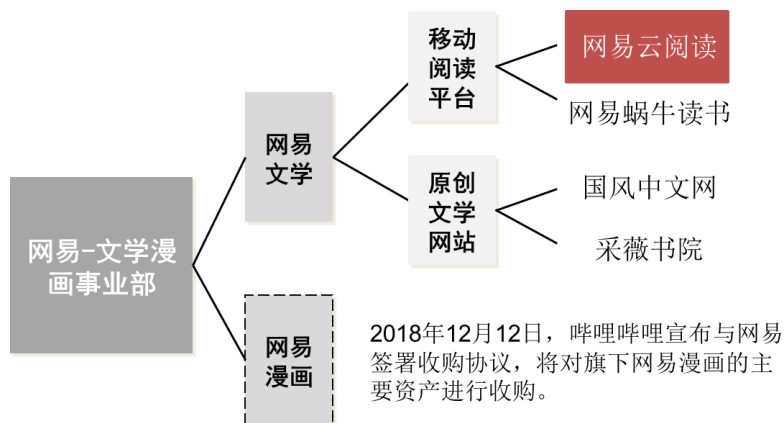 网易-文学漫
画事业部
网易
文学
网易
漫画
移动
阅读
平台
原创
文学
网站
网易云阅读
网易蜗牛读书
国风中文网
采薇书院
2018年12月12日，哔哩哔哩宣布与网易
签署收购协议，将对旗下网易漫画的主
要资产进行收购。